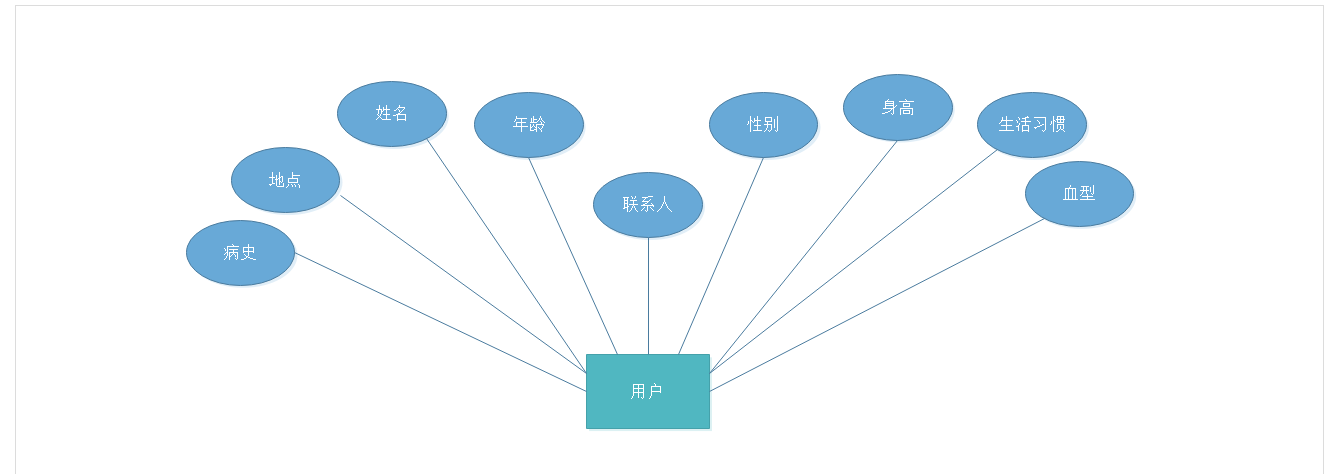 姓名
年龄
性别
身高
生活习惯
地点
联系人
血型
病史
用户